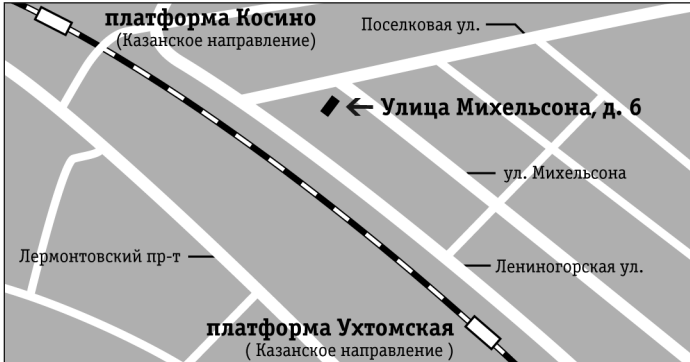 платформа Косино
(Казанское направление)
Поселковая ул.
Улица Михельсона, д. 6
ул. Михельсона
Лермонтовский пр-т
Лениногорская ул.
платформа Ухтомская
( Казанское направление )